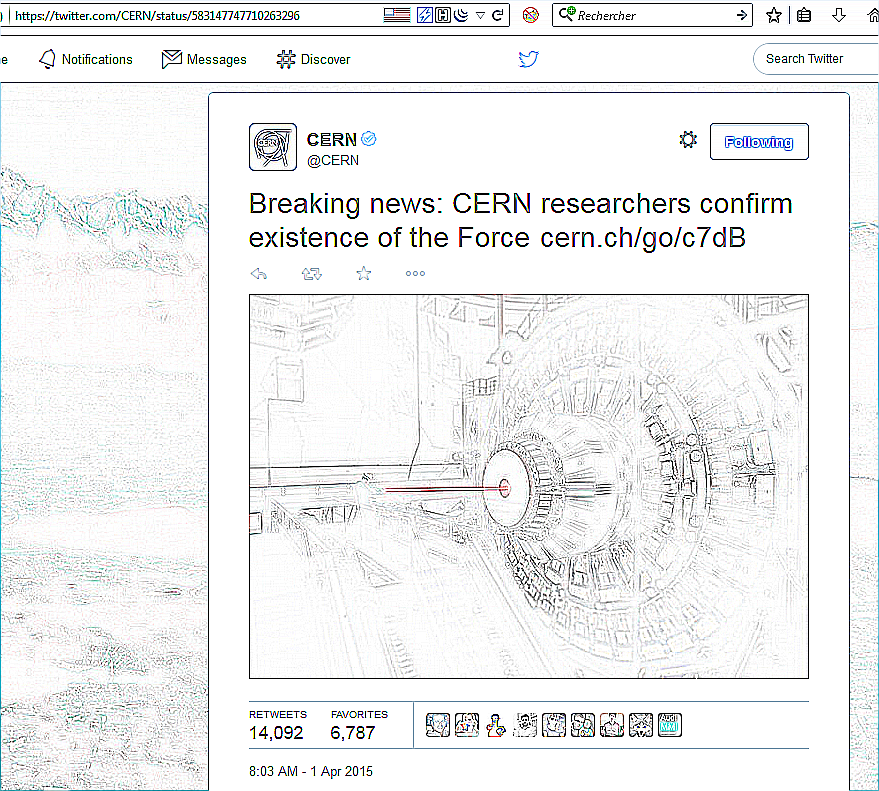 https://twitter.com/CERN/status/583147747710263296
Rechercher
Notifications
Messages
Discover
Search Twitter
CERN
CERN
@CERN
Following
Breaking news: CERN researchers confirm
existence of the Force cern.ch/go/c7dB
RETWEETS
FAVORITES
14,092
6,787
8:03 AM - 1 Apr 2015